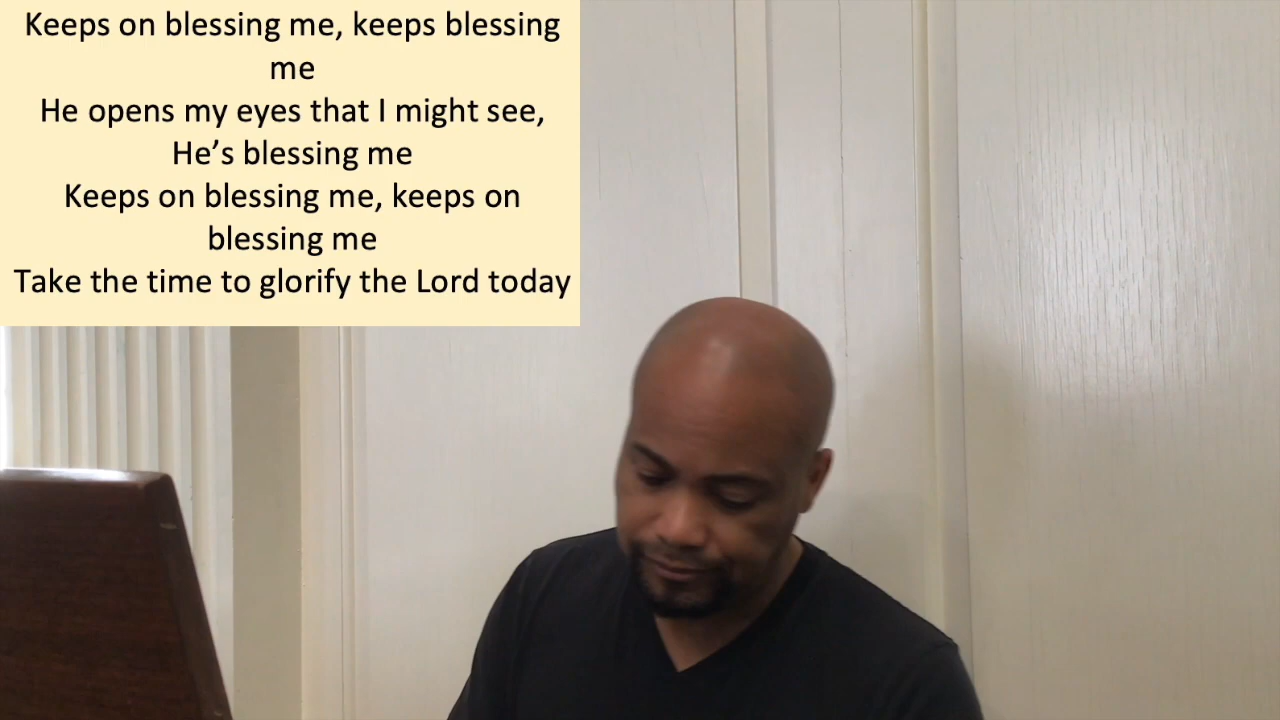 Keeps on blessing me, keeps blessing
me
He opens my eyes that I might see,
He’s blessing me
Keeps on blessing me, keeps on
blessing me
Take the time to glorify the Lord today